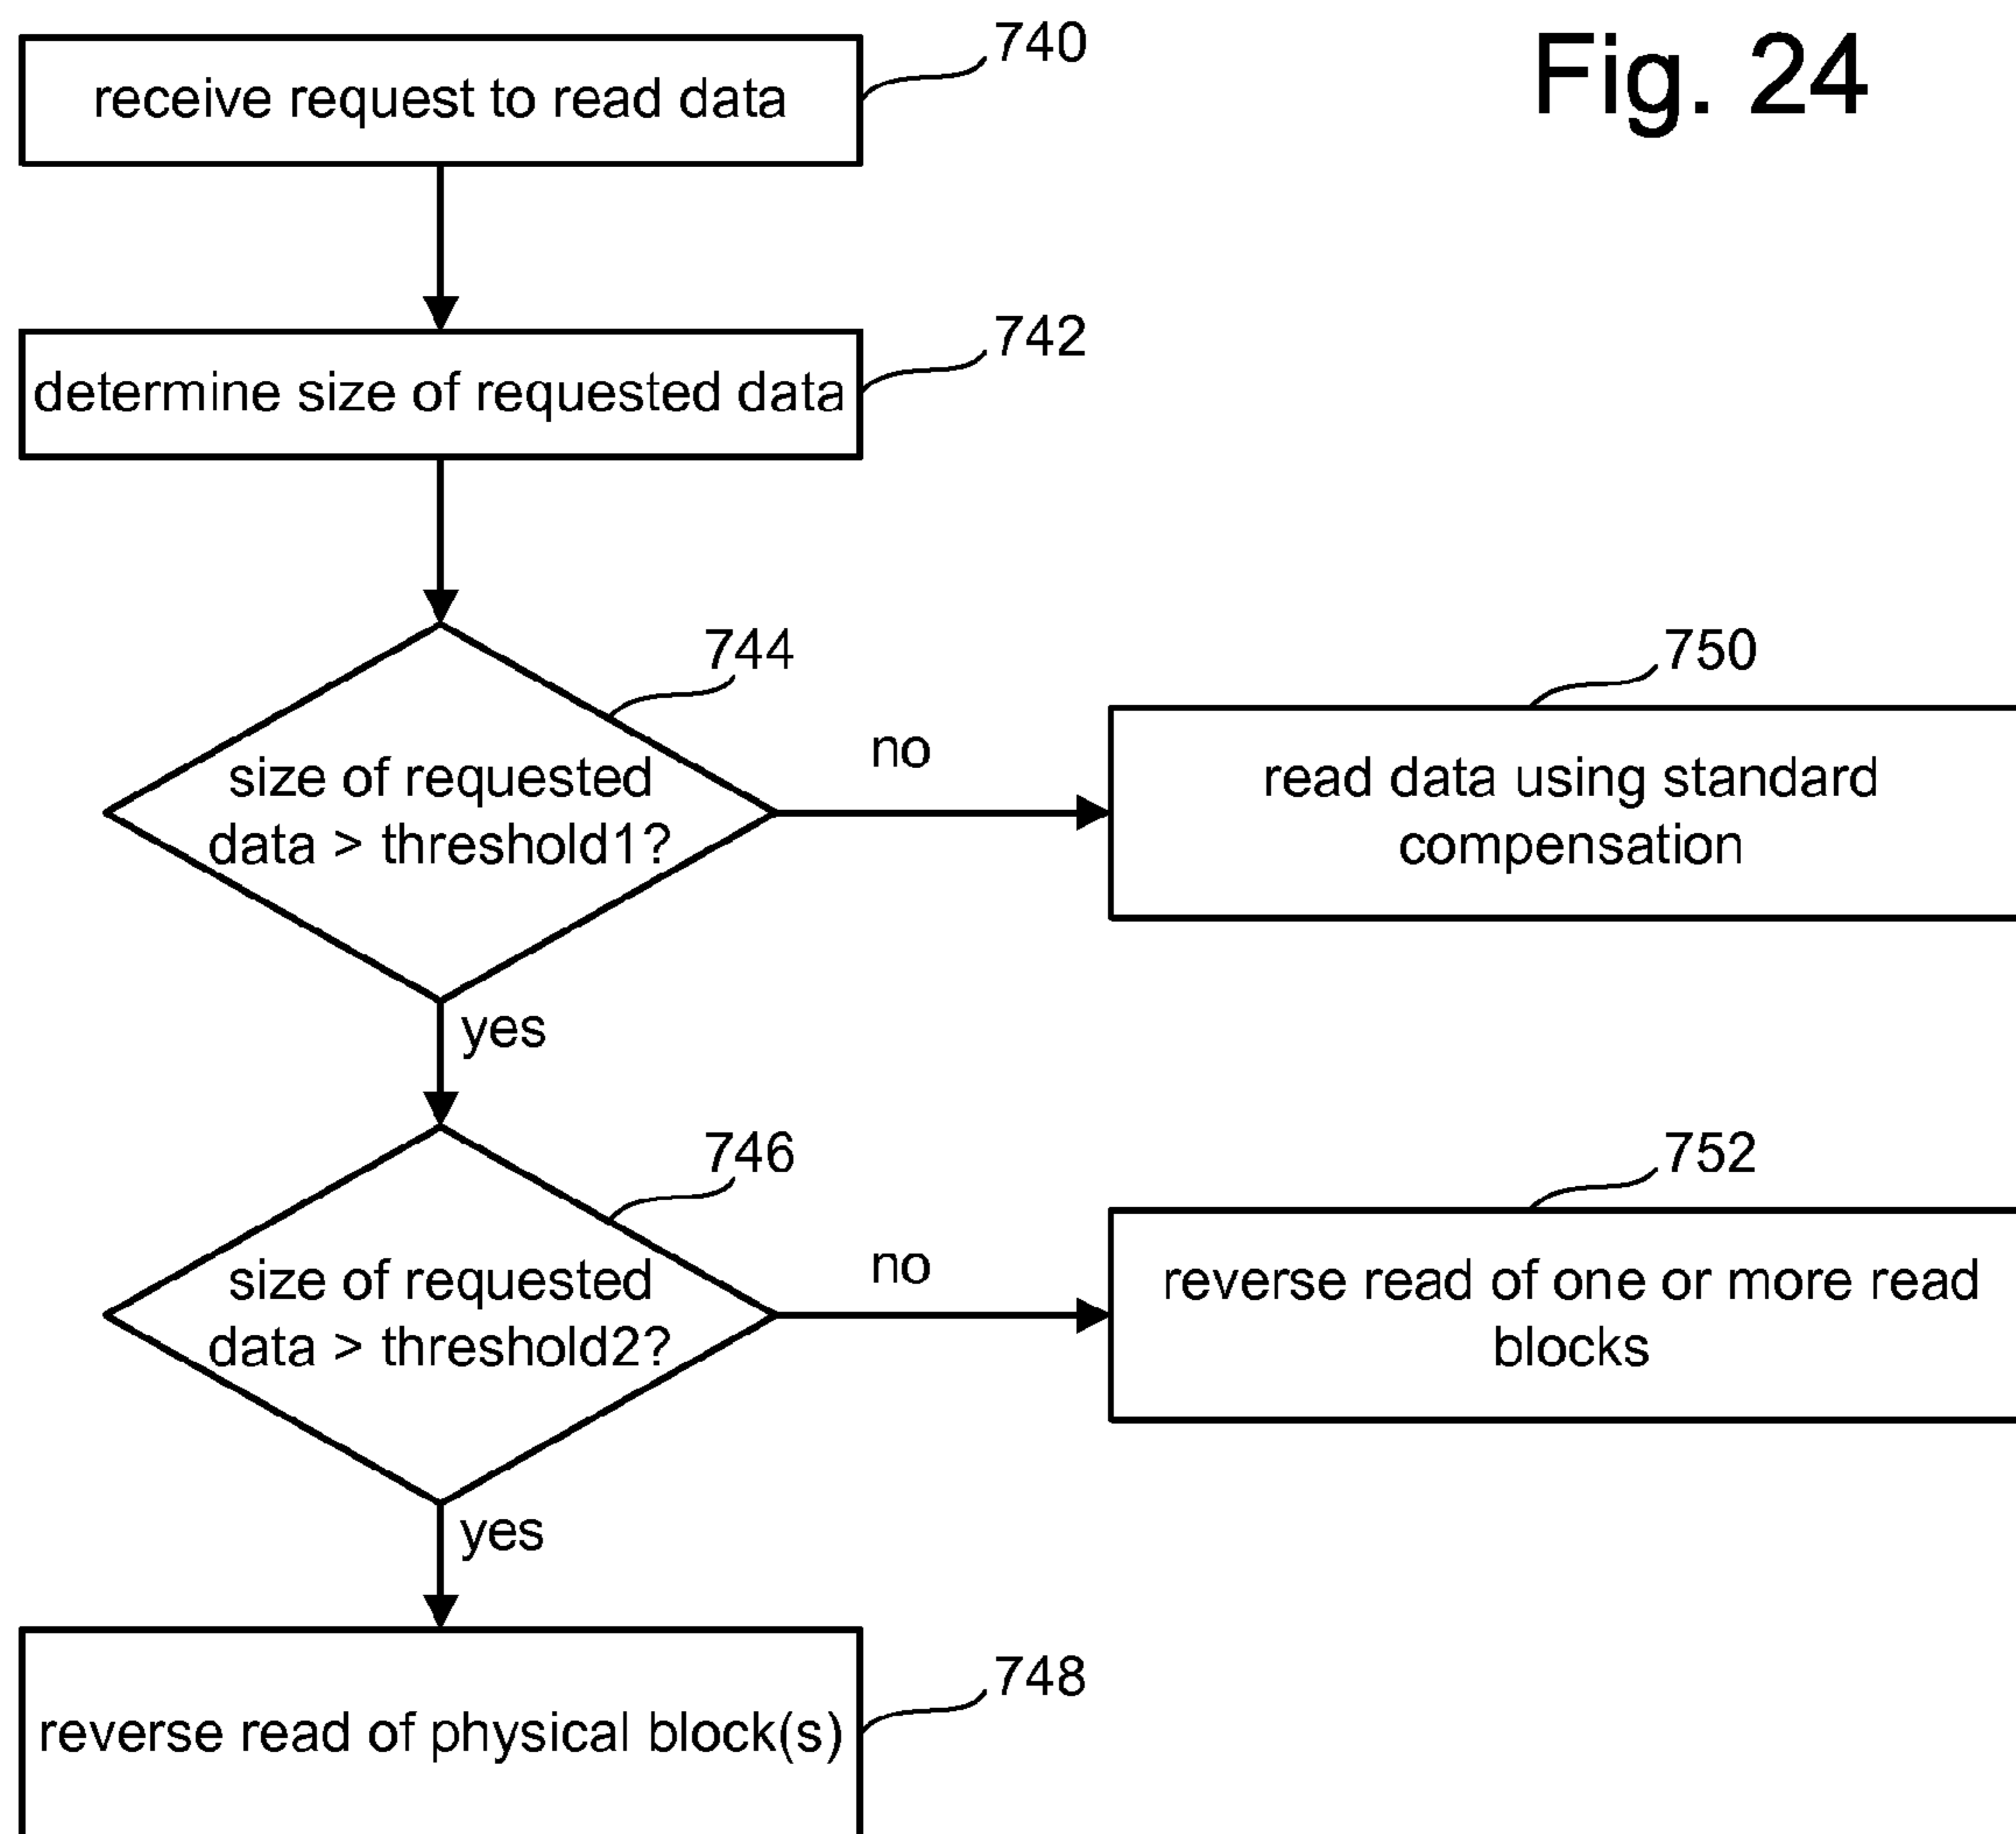 Fig. 24
740
receive request to read data
742
determine size of requested data
744
size of requested
data > threshold1?
no
750
read data using standard
compensation
yes
746
size of requested
data > threshold2?
no
752
reverse read of one or more read
blocks
yes
748
reverse read of physical block(s)